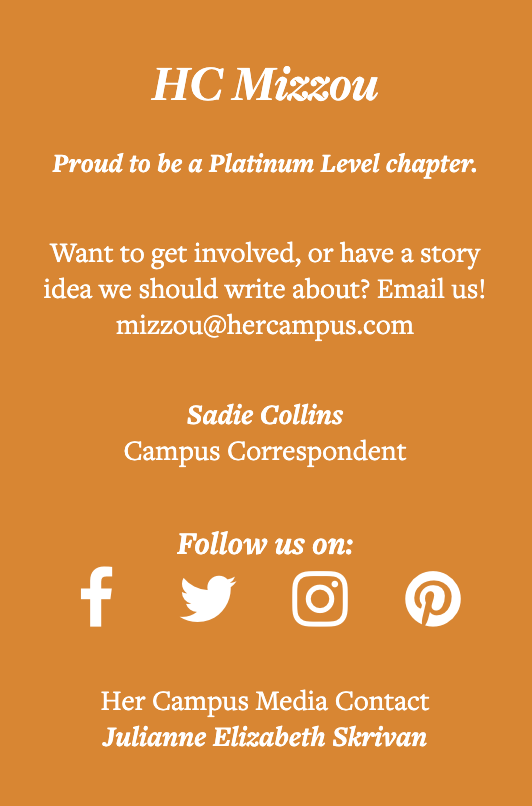 HC Mizzou
Proud to be a Platinum Level chapter.
Want to get involved, or have a story
idea we should write about? Email us!
mizzou@hercampus.com
Sadie Collins
Campus Correspondent
Follow us on:
Her Campus Media Contact
Julianne Elizabeth Skrivan